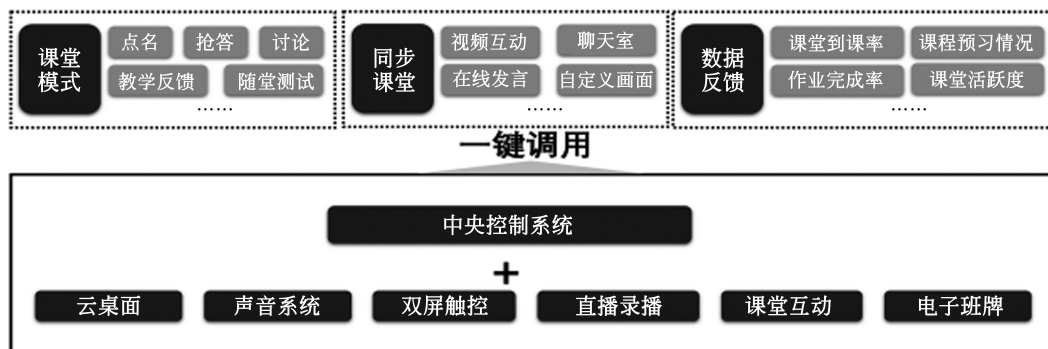 课堂
模式
点名 抢答 讨论
教学反馈 随堂测试
……
同步
课堂
视频互动 聊天室
在线发言 自定义画面
……
数据
反馈
课堂到课率 课程预习情况
作业完成率 课堂活跃度
……
一键调用
中央控制系统
+
云桌面 声音系统 双屏触控 直播录播 课堂互动 电子班牌